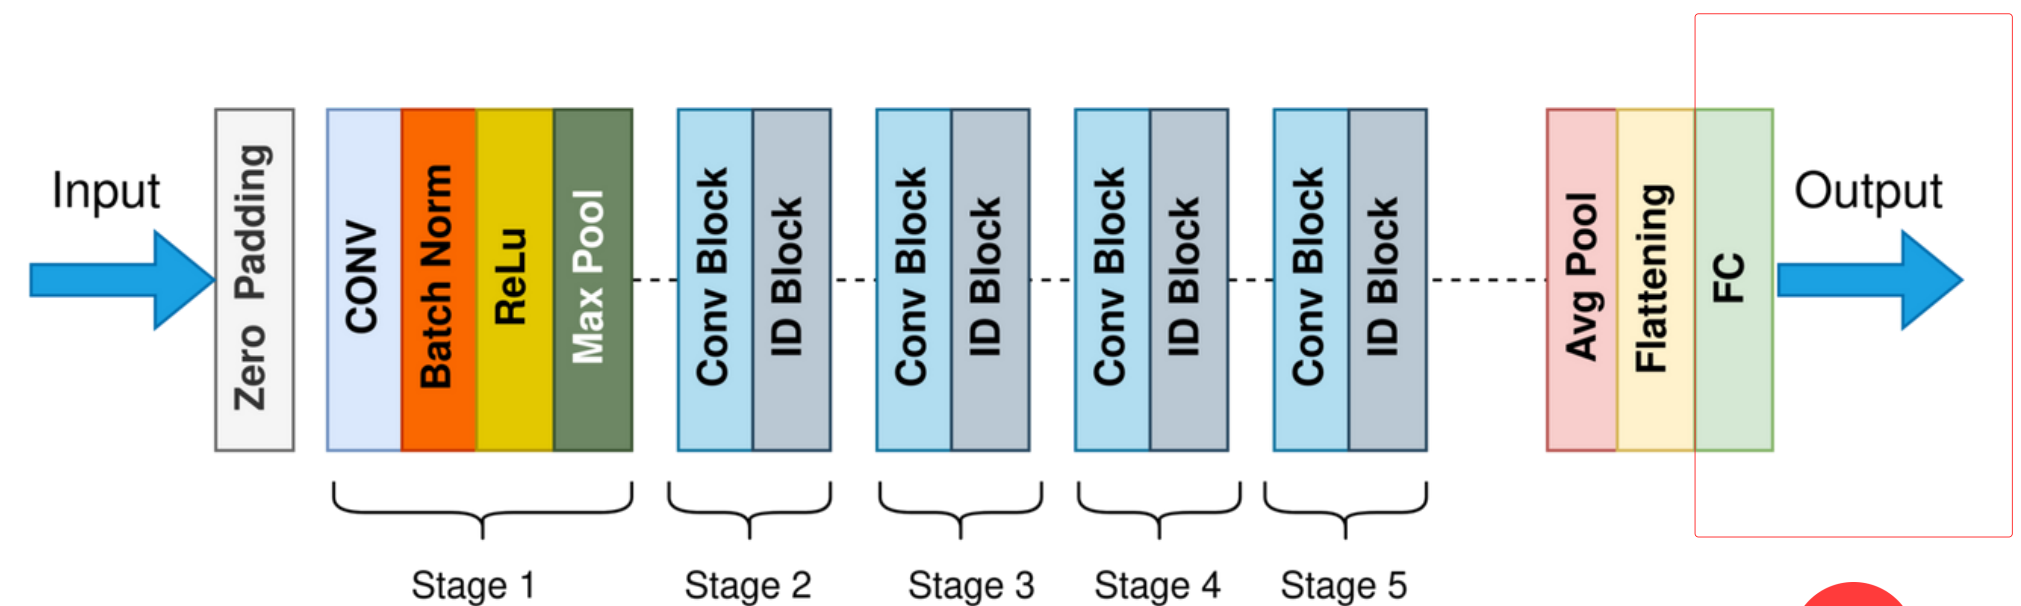 Input
Zero Padding
CONV
Batch Norm
ReLu
Max Pool
Conv Block
ID Block
Conv Block
ID Block
Conv Block
ID Block
Conv Block
ID Block
Avg Pool
Flattening
FC
Output
Stage 1
Stage 2
Stage 3
Stage 4
Stage 5